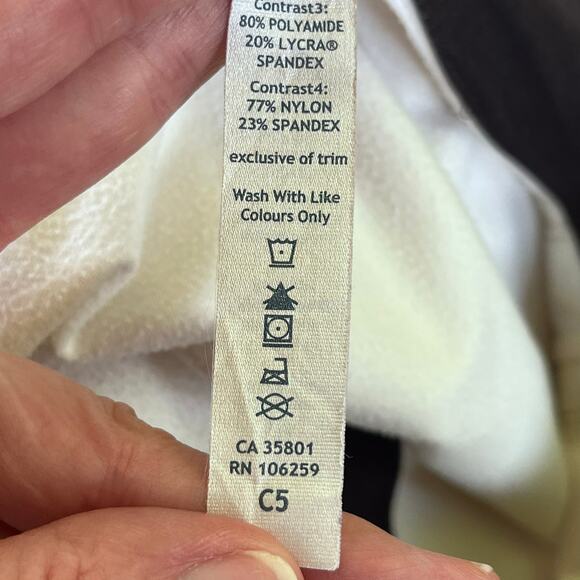 Contrast3:
80% POLYAMIDE
20% LYCRA®
SPANDEX
Contrast4:
77% NYLON
23% SPANDEX
exclusive of trim
Wash With Like
Colours Only
CA 35801
RN 106259
C5